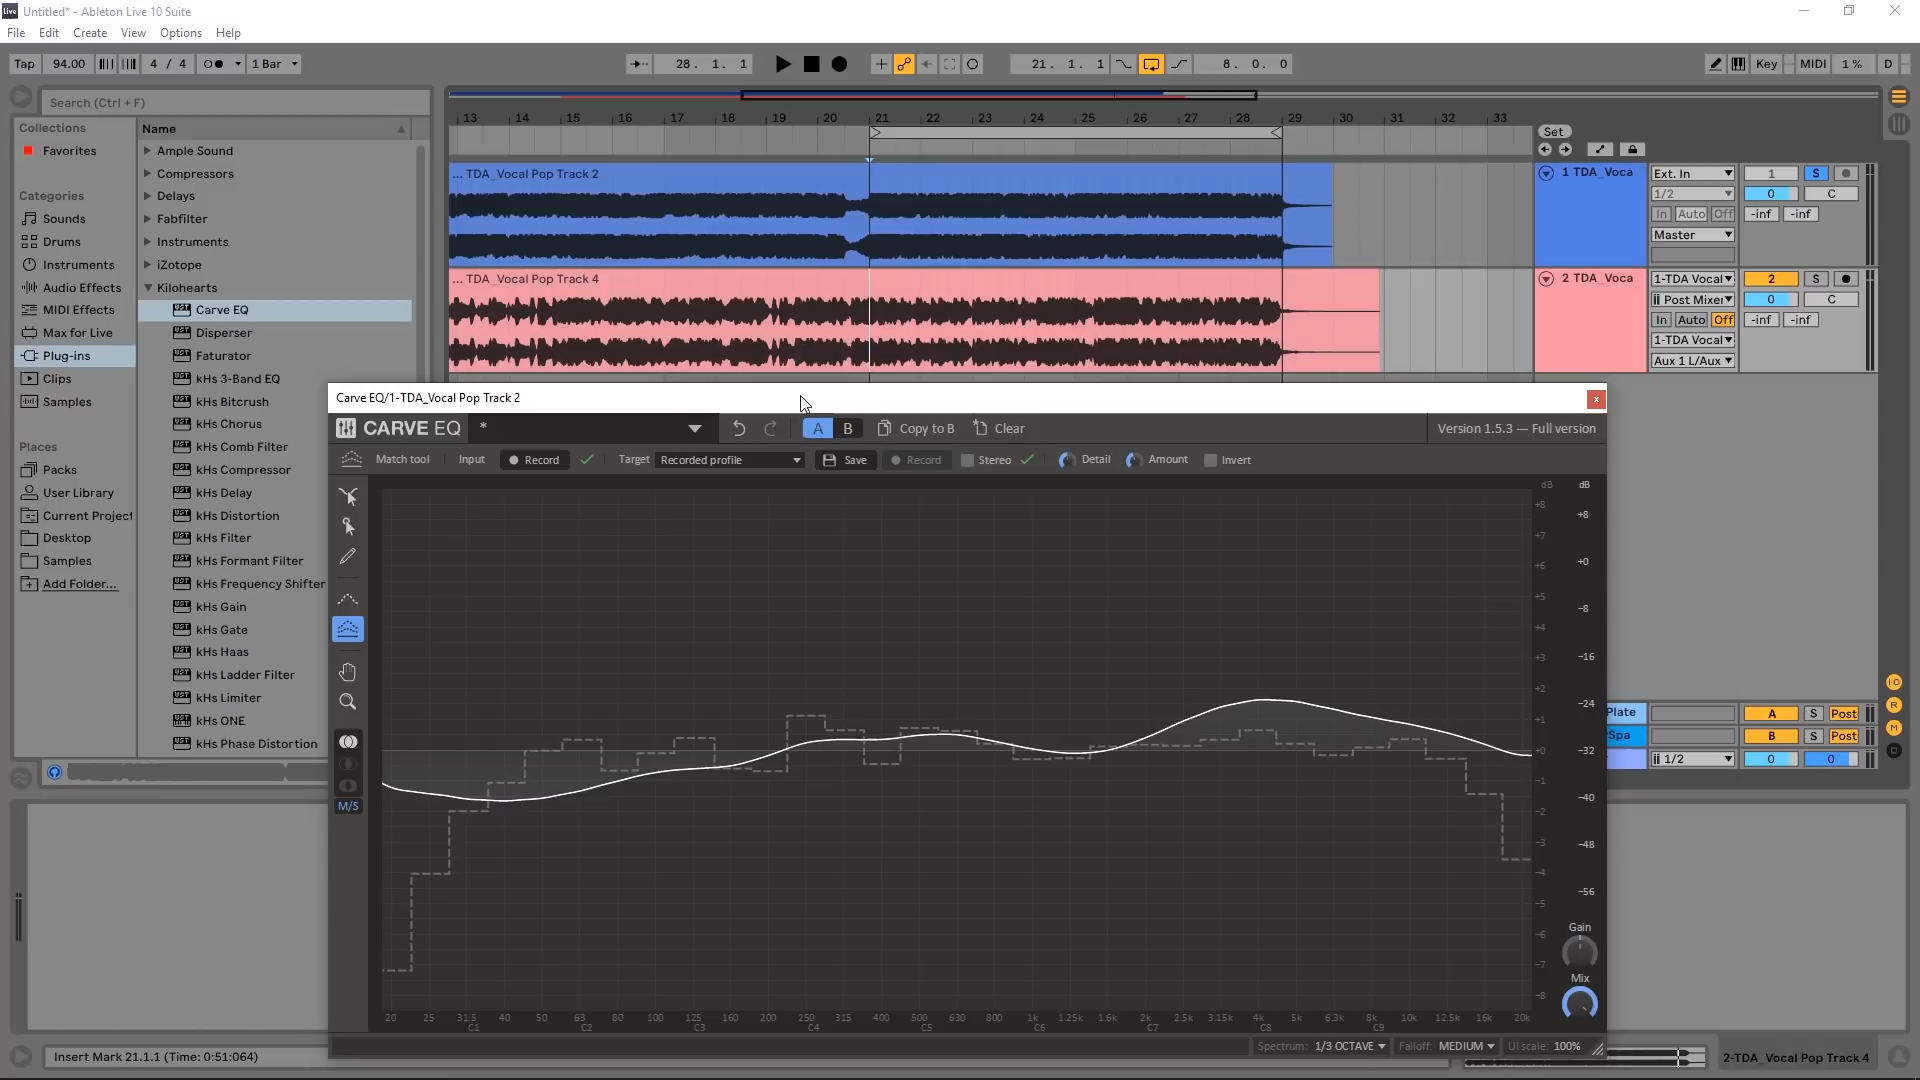 Untitled* - Ableton Live 10 Suite
File Edit Create View Options Help
Tap 94.00 4 / 4 1 Bar 28. 1. 1 21. 1. 1 8. 0. 0 Key MIDI 1 % D
Search (Ctrl + F)
Collections
Favorites
Categories
Sounds
Drums
Instruments
Audio Effects
MIDI Effects
Max for Live
Plug-ins
Clips
Samples
Places
Packs
User Library
Current Project
Desktop
Samples
Add Folder...
Name
Ample Sound
Compressors
Delays
Fabfilter
Instruments
iZotope
Kilohearts
Carve EQ
Disperser
Faturator
kHs 3-Band EQ
kHs Bitcrush
kHs Chorus
kHs Comb Filter
kHs Compressor
kHs Delay
kHs Distortion
kHs Filter
kHs Formant Filter
kHs Frequency Shifter
kHs Gain
kHs Gate
kHs Haas
kHs Ladder Filter
kHs Limiter
kHs ONE
kHs Phase Distortion
13 14 15 16 17 18 19 20 21 22 23 24 25 26 27 28 29 30 31 32 33
Set
... TDA_Vocal Pop Track 2
1 TDA_Voca Ext. In 1 S
1/2 0 C
In Auto Off -inf -inf
Master
... TDA_Vocal Pop Track 4
2 TDA_Voca 1-TDA Vocal 2 S
Post Mixer 0 C
In Auto Off -inf -inf
1-TDA Vocal
Aux 1 L/Aux
Plate A S Post
Spa B S Post
1/2 0 0
Carve EQ/1-TDA_Vocal Pop Track 2 x
CARVE EQ * A B Copy to B Clear Version 1.5.3 — Full version
Match tool Input Record Target Recorded profile Save Record Stereo Detail Amount Invert
dB dB
+8 +7 +6 +5 +4 +3 +2 +1 +0 -1 -2 -3 -4 -5 -6 -7 -8
+8 +0 -8 -16 -24 -32 -40 -48 -56
M/S
Gain
Mix
20 25 31.5 40 50 63 80 100 125 160 200 250 315 400 500 630 800 1k 1.25k 1.6k 2k 2.5k 3.15k 4k 5k 6.3k 8k 10k 12.5k 16k 20k
C1 C2 C3 C4 C5 C6 C7 C8 C9
Spectrum: 1/3 OCTAVE Falloff: MEDIUM UI scale: 100%
Insert Mark 21.1.1 (Time: 0:51:064)
2-TDA_Vocal Pop Track 4